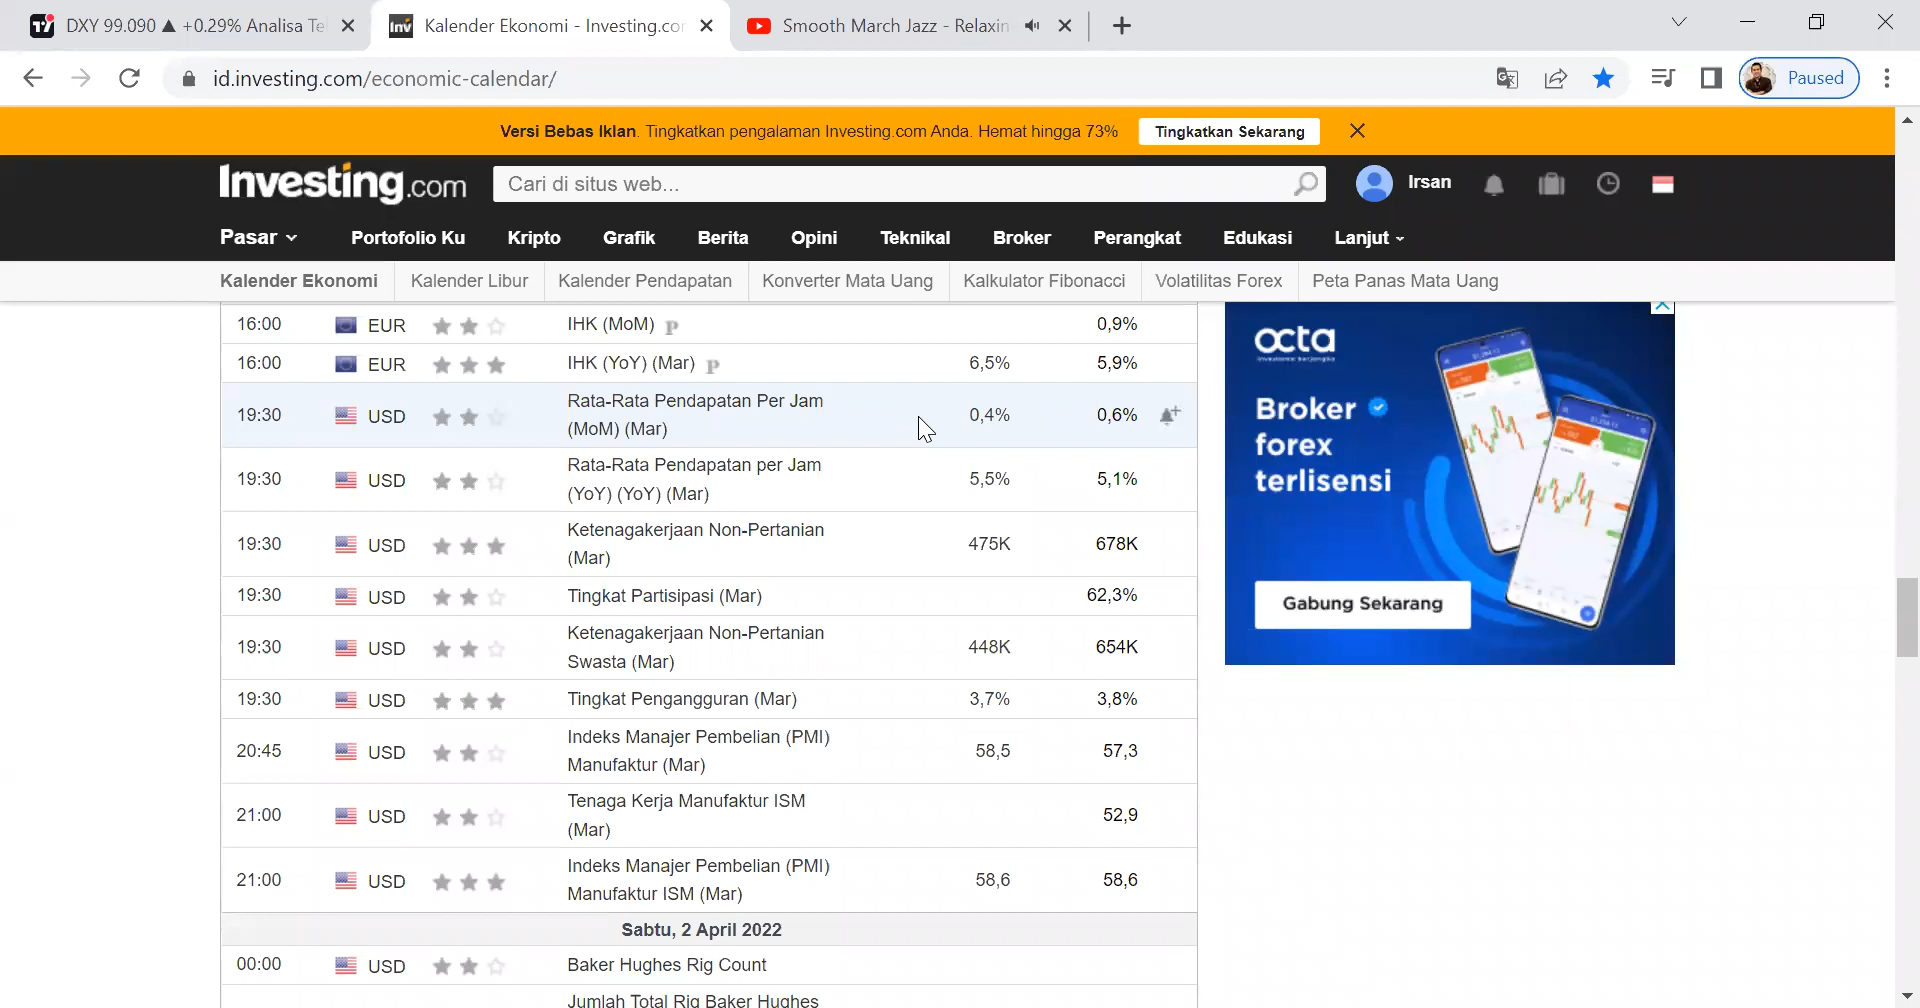 DXY 99.090 ▲ +0.29% Analisa Te
Kalender Ekonomi - Investing.co
Smooth March Jazz - Relaxin
id.investing.com/economic-calendar/
Paused
Versi Bebas Iklan. Tingkatkan pengalaman Investing.com Anda. Hemat hingga 73%
Tingkatkan Sekarang
Investing.com
Cari di situs web...
Irsan
Pasar
Portofolio Ku
Kripto
Grafik
Berita
Opini
Teknikal
Broker
Perangkat
Edukasi
Lanjut
Kalender Ekonomi
Kalender Libur
Kalender Pendapatan
Konverter Mata Uang
Kalkulator Fibonacci
Volatilitas Forex
Peta Panas Mata Uang
16:00 EUR IHK (MoM) P 0,9%
16:00 EUR IHK (YoY) (Mar) P 6,5% 5,9%
19:30 USD Rata-Rata Pendapatan Per Jam
(MoM) (Mar) 0,4% 0,6%
19:30 USD Rata-Rata Pendapatan per Jam
(YoY) (YoY) (Mar) 5,5% 5,1%
19:30 USD Ketenagakerjaan Non-Pertanian
(Mar) 475K 678K
19:30 USD Tingkat Partisipasi (Mar) 62,3%
19:30 USD Ketenagakerjaan Non-Pertanian
Swasta (Mar) 448K 654K
19:30 USD Tingkat Pengangguran (Mar) 3,7% 3,8%
20:45 USD Indeks Manajer Pembelian (PMI)
Manufaktur (Mar) 58,5 57,3
21:00 USD Tenaga Kerja Manufaktur ISM
(Mar) 52,9
21:00 USD Indeks Manajer Pembelian (PMI)
Manufaktur ISM (Mar) 58,6 58,6
Sabtu, 2 April 2022
00:00 USD Baker Hughes Rig Count
Jumlah Total Rig Baker Hughes
octa
Broker
forex
terlisensi
Gabung Sekarang